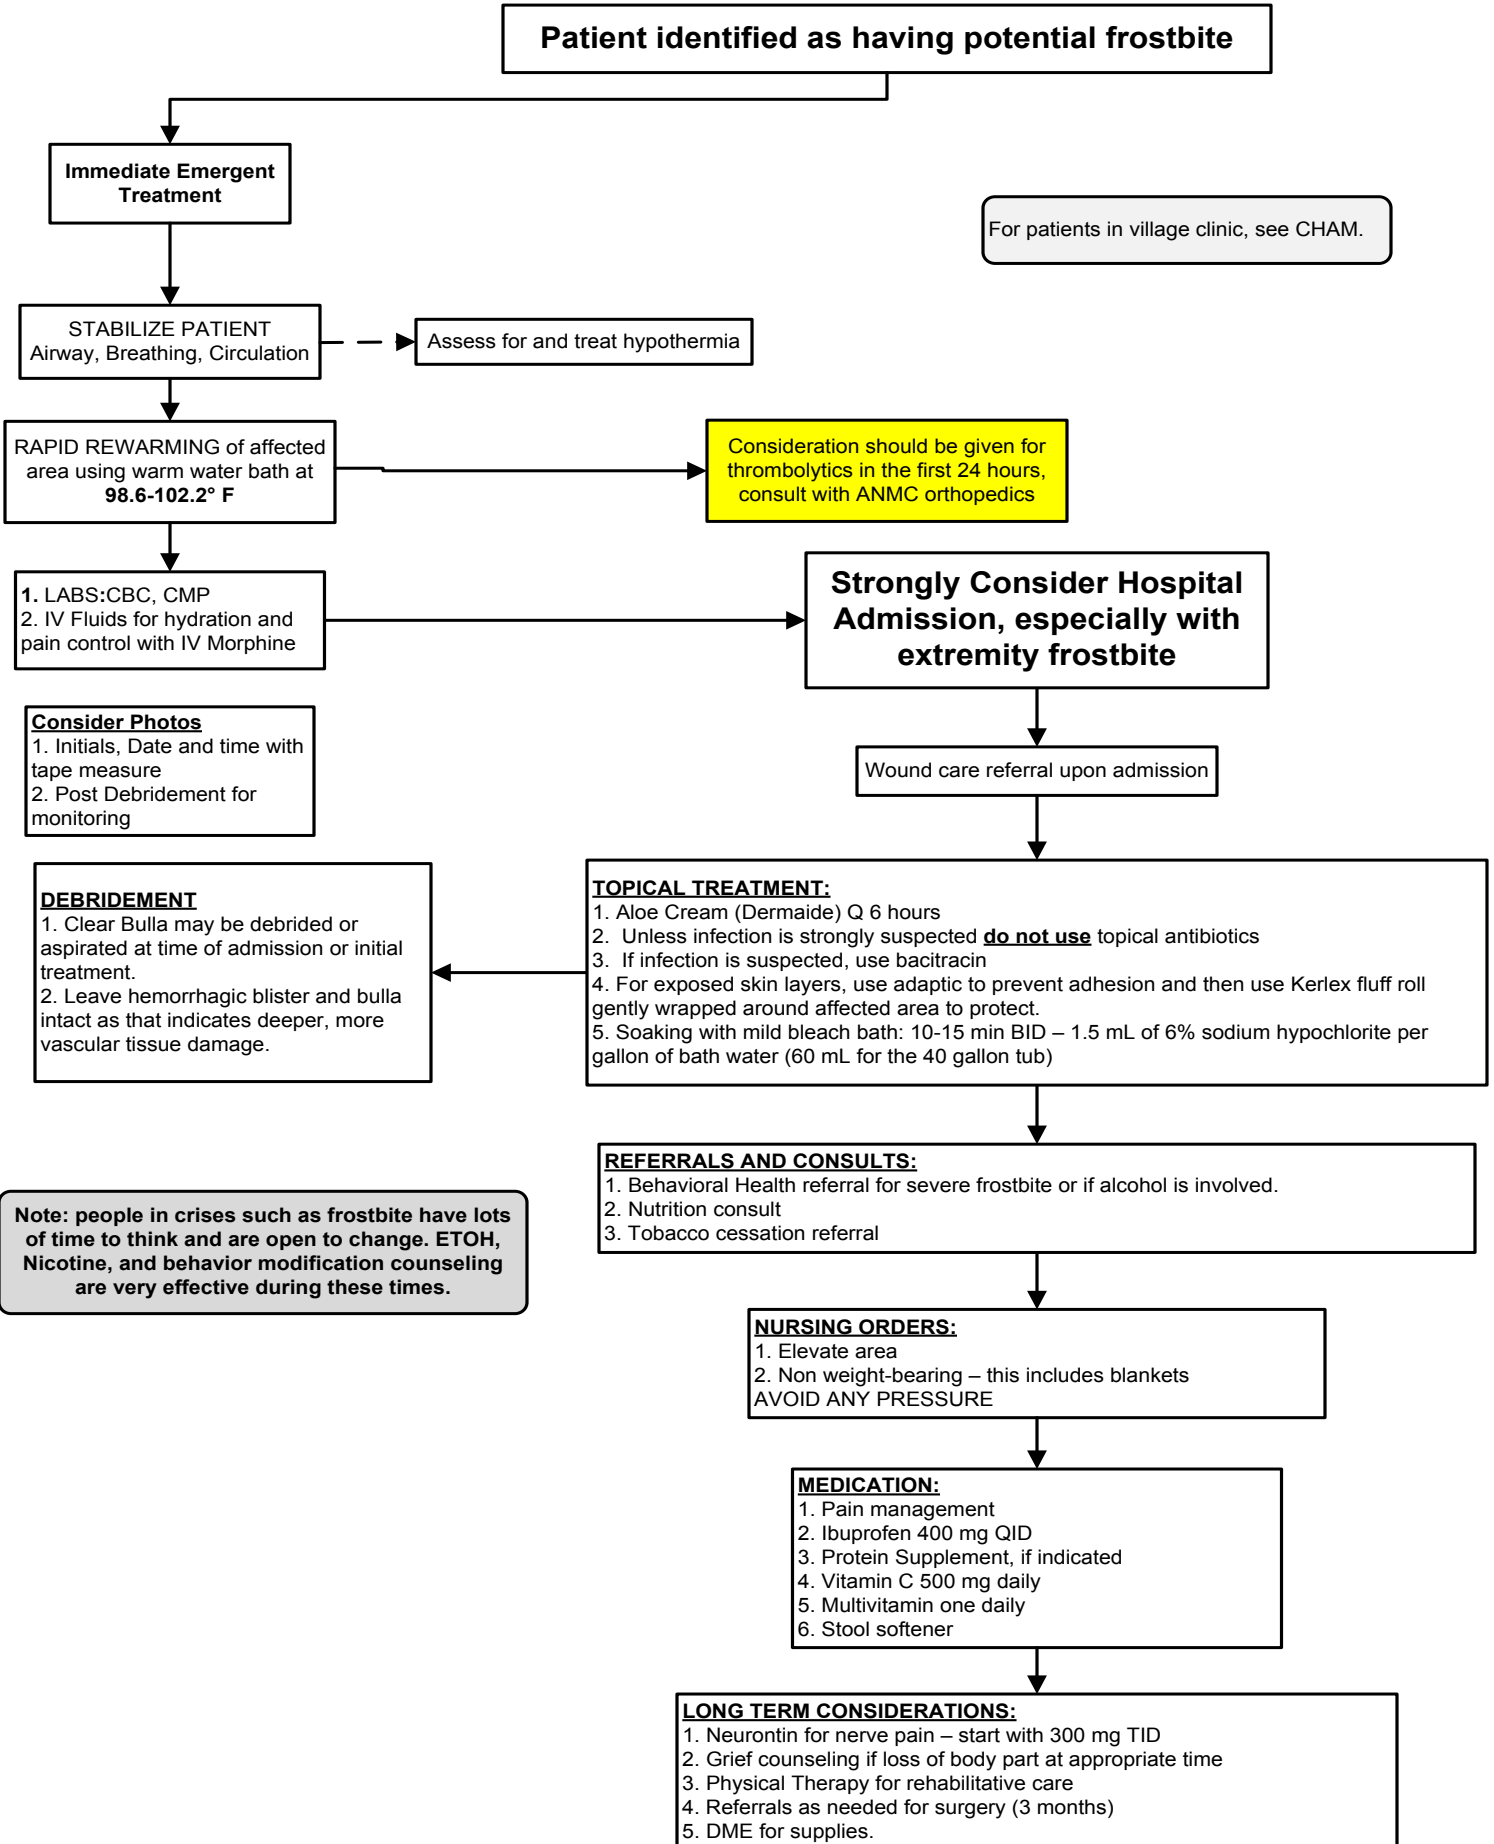 Patient identified as having potential frostbite
Immediate Emergent
Treatment
For patients in village clinic, see CHAM.
STABILIZE PATIENT
Airway, Breathing, Circulation
Assess for and treat hypothermia
RAPID REWARMING of affected
area using warm water bath at
98.6-102.2° F
Consideration should be given for
thrombolytics in the first 24 hours,
consult with ANMC orthopedics
1. LABS:CBC, CMP
2. IV Fluids for hydration and
pain control with IV Morphine
Strongly Consider Hospital
Admission, especially with
extremity frostbite
Consider Photos
1. Initials, Date and time with
tape measure
2. Post Debridement for
monitoring
Wound care referral upon admission
DEBRIDEMENT
1. Clear Bulla may be debrided or
aspirated at time of admission or initial
treatment.
2. Leave hemorrhagic blister and bulla
intact as that indicates deeper, more
vascular tissue damage.
TOPICAL TREATMENT:
1. Aloe Cream (Dermaide) Q 6 hours
2. Unless infection is strongly suspected do not use topical antibiotics
3. If infection is suspected, use bacitracin
4. For exposed skin layers, use adaptic to prevent adhesion and then use Kerlex fluff roll
gently wrapped around affected area to protect.
5. Soaking with mild bleach bath: 10-15 min BID – 1.5 mL of 6% sodium hypochlorite per
gallon of bath water (60 mL for the 40 gallon tub)
REFERRALS AND CONSULTS:
1. Behavioral Health referral for severe frostbite or if alcohol is involved.
2. Nutrition consult
3. Tobacco cessation referral
Note: people in crises such as frostbite have lots
of time to think and are open to change. ETOH,
Nicotine, and behavior modification counseling
are very effective during these times.
NURSING ORDERS:
1. Elevate area
2. Non weight-bearing – this includes blankets
AVOID ANY PRESSURE
MEDICATION:
1. Pain management
2. Ibuprofen 400 mg QID
3. Protein Supplement, if indicated
4. Vitamin C 500 mg daily
5. Multivitamin one daily
6. Stool softener
LONG TERM CONSIDERATIONS:
1. Neurontin for nerve pain – start with 300 mg TID
2. Grief counseling if loss of body part at appropriate time
3. Physical Therapy for rehabilitative care
4. Referrals as needed for surgery (3 months)
5. DME for supplies.